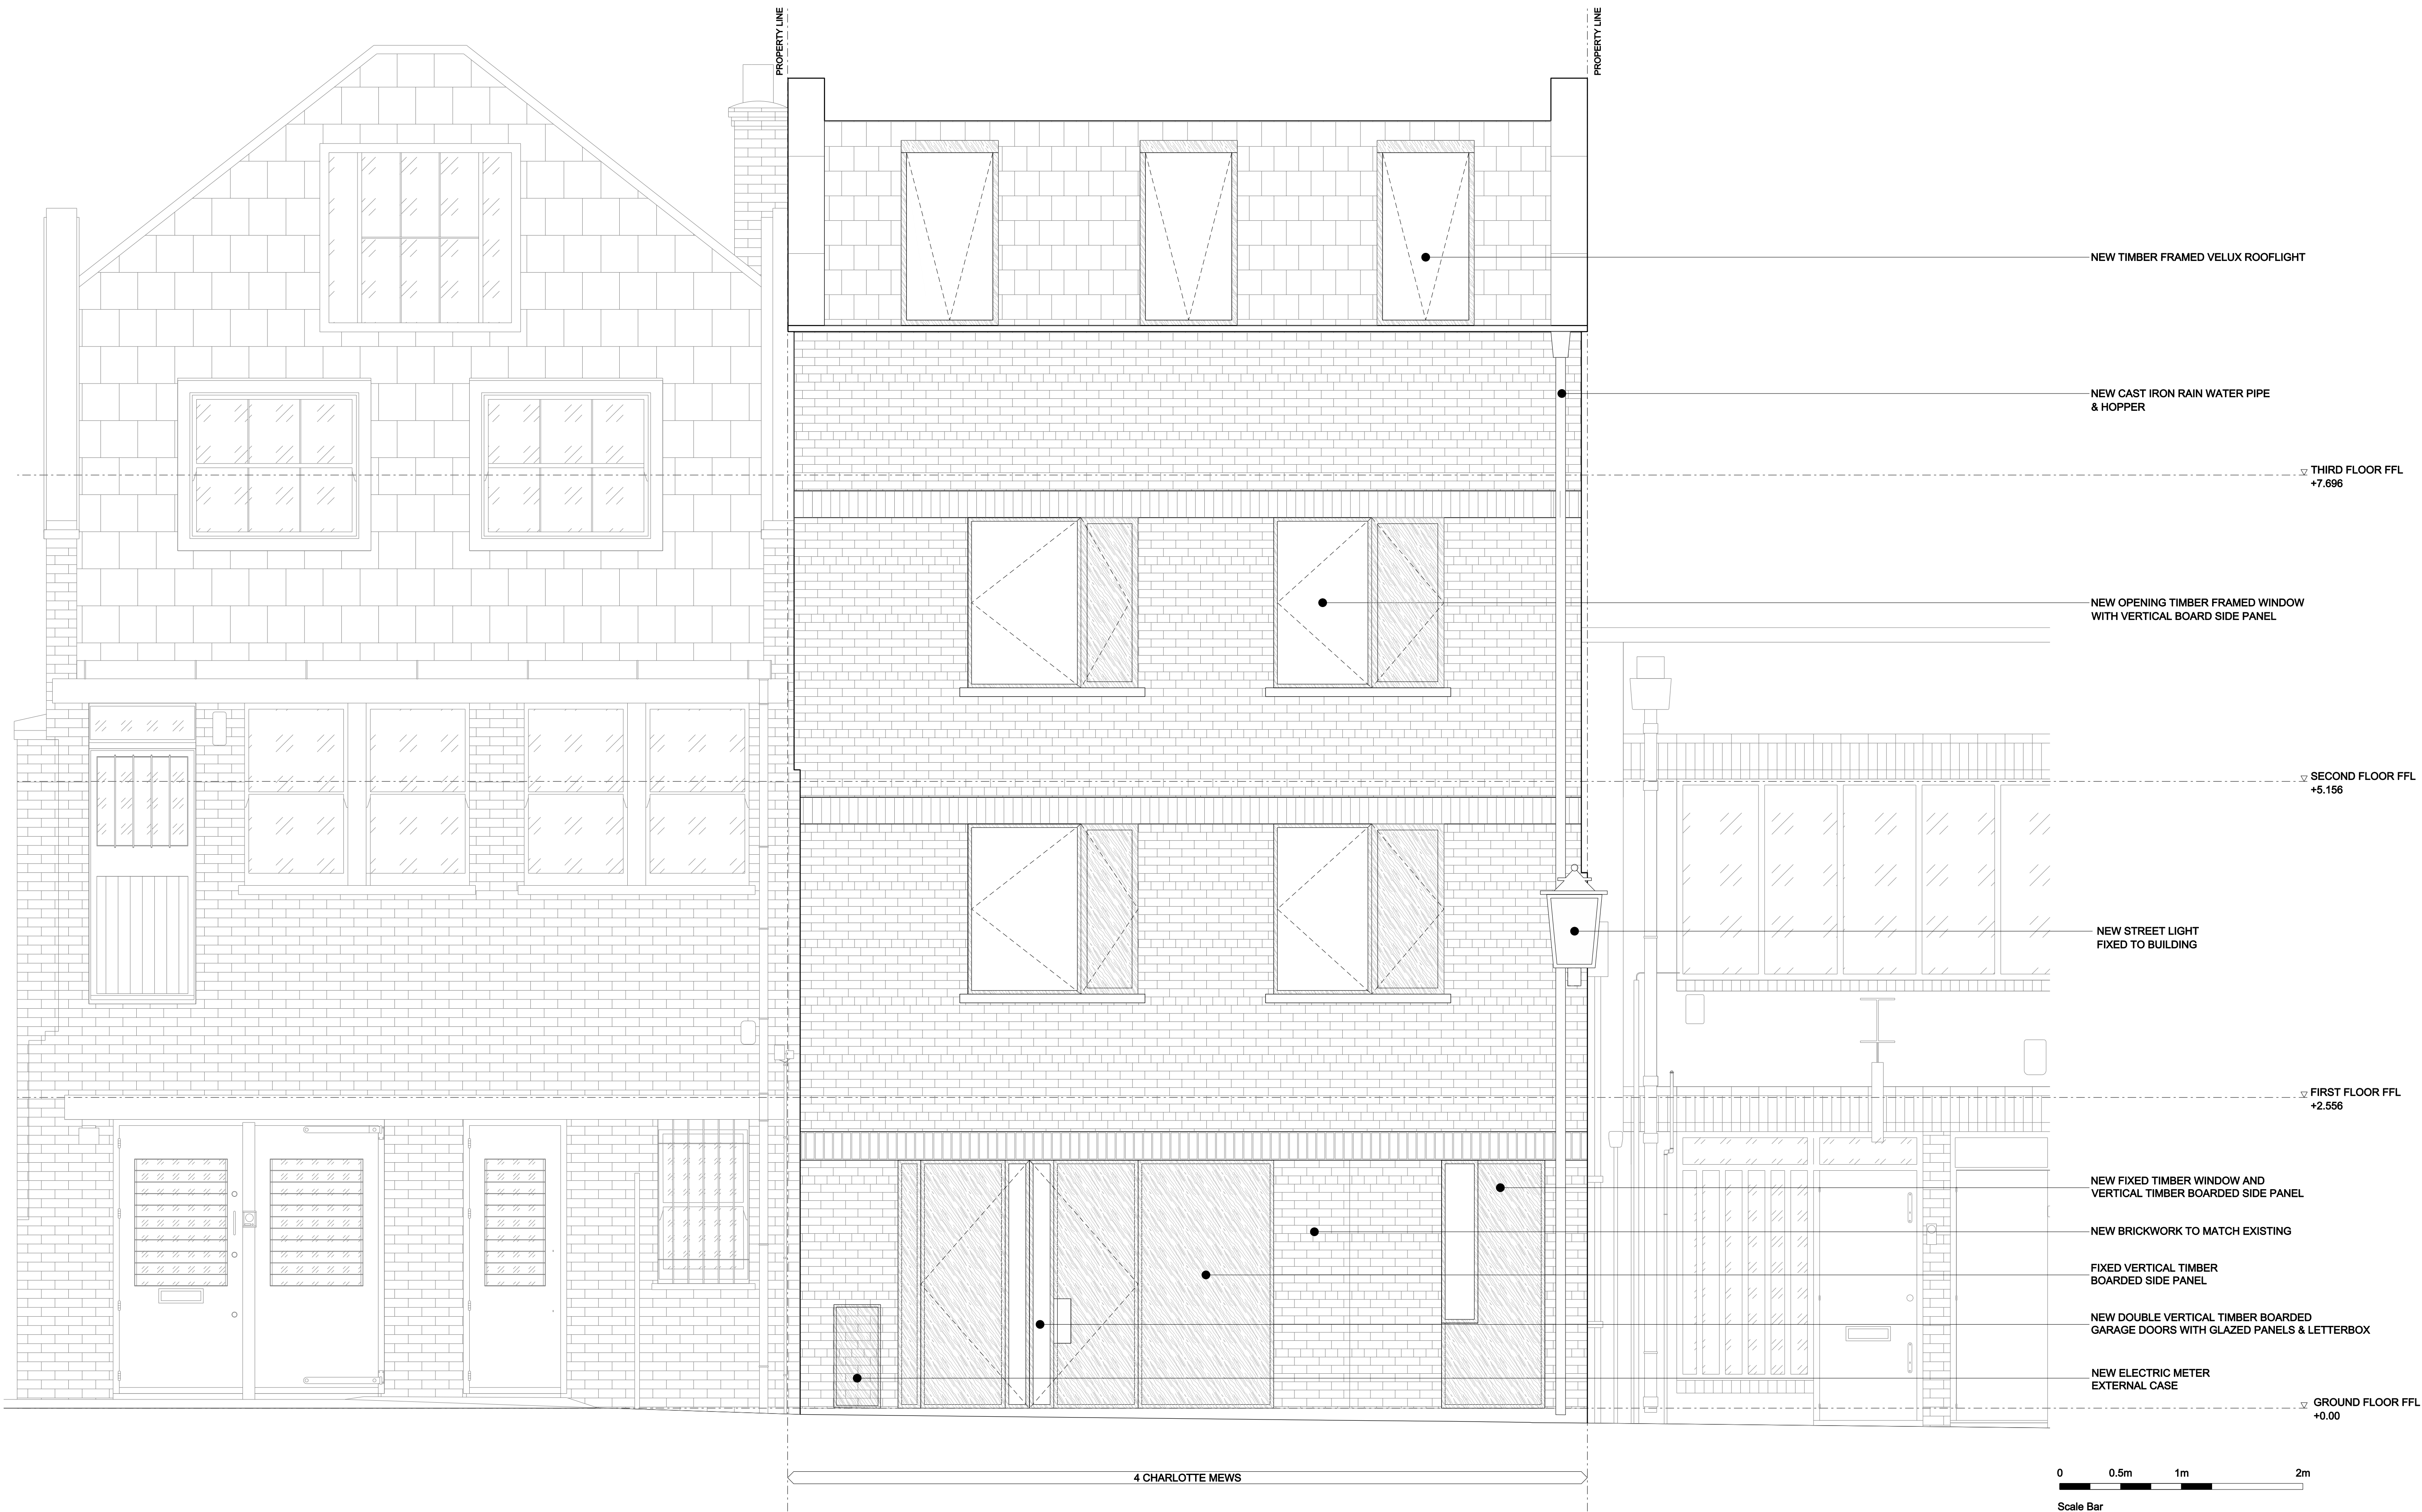 PROPERTY LINE
PROPERTY LINE
NEW TIMBER FRAMED VELUX ROOFLIGHT
NEW CAST IRON RAIN WATER PIPE
& HOPPER
THIRD FLOOR FFL
+7.696
NEW OPENING TIMBER FRAMED WINDOW
WITH VERTICAL BOARD SIDE PANEL
SECOND FLOOR FFL
+5.156
NEW STREET LIGHT
FIXED TO BUILDING
FIRST FLOOR FFL
+2.556
NEW FIXED TIMBER WINDOW AND
VERTICAL TIMBER BOARDED SIDE PANEL
NEW BRICKWORK TO MATCH EXISTING
FIXED VERTICAL TIMBER
BOARDED SIDE PANEL
NEW DOUBLE VERTICAL TIMBER BOARDED
GARAGE DOORS WITH GLAZED PANELS & LETTERBOX
NEW ELECTRIC METER
EXTERNAL CASE
GROUND FLOOR FFL
+0.00
4 CHARLOTTE MEWS
0 0.5m 1m 2m
Scale Bar